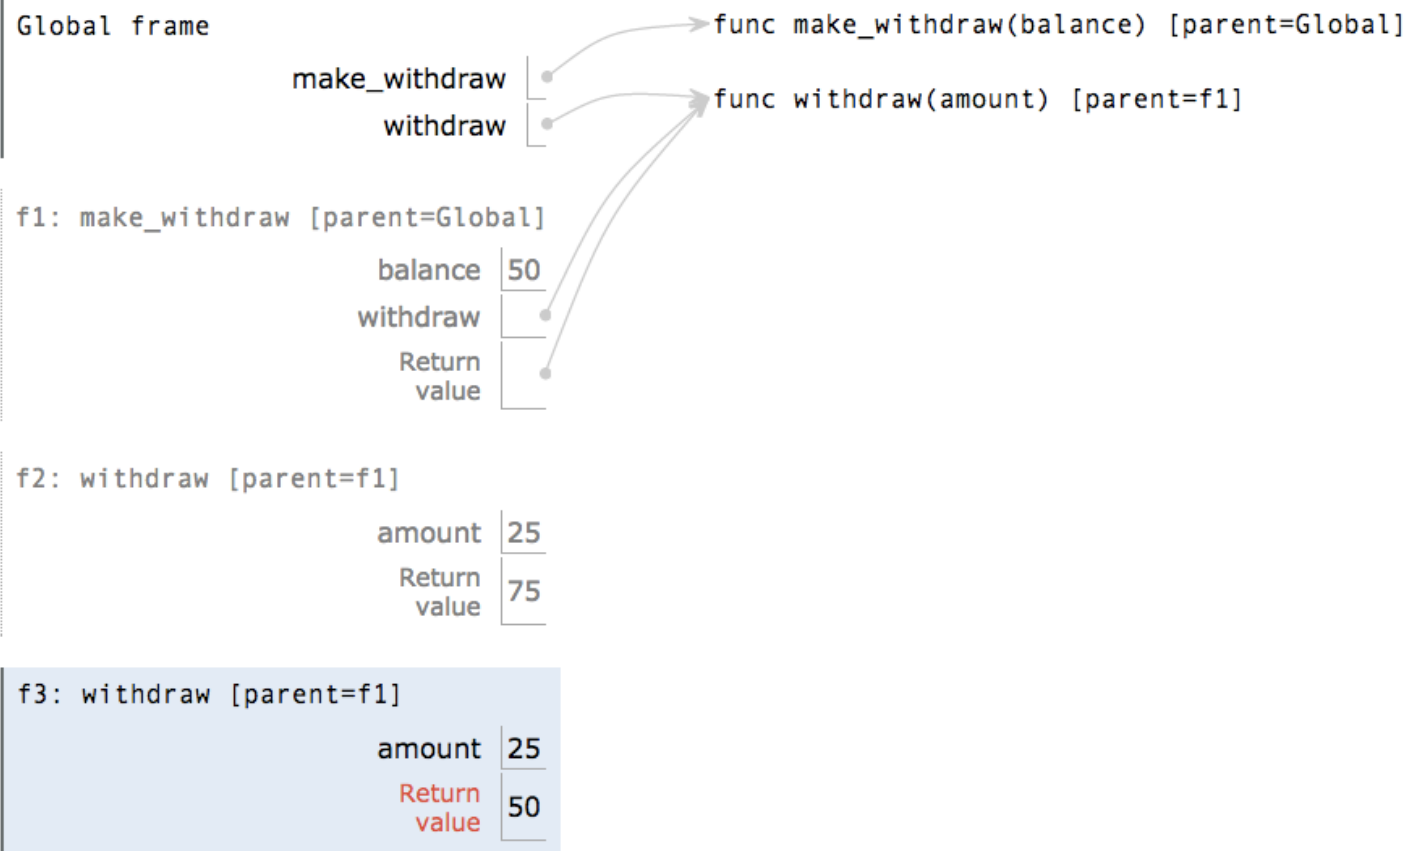 Global frame
func make_withdraw(balance) [parent=Global]
make_withdraw
func withdraw(amount) [parent=f1]
withdraw
f1: make_withdraw [parent=Global]
balance 50
withdraw
Return
value
f2: withdraw [parent=f1]
amount 25
Return
value 75
f3: withdraw [parent=f1]
amount 25
Return
value 50